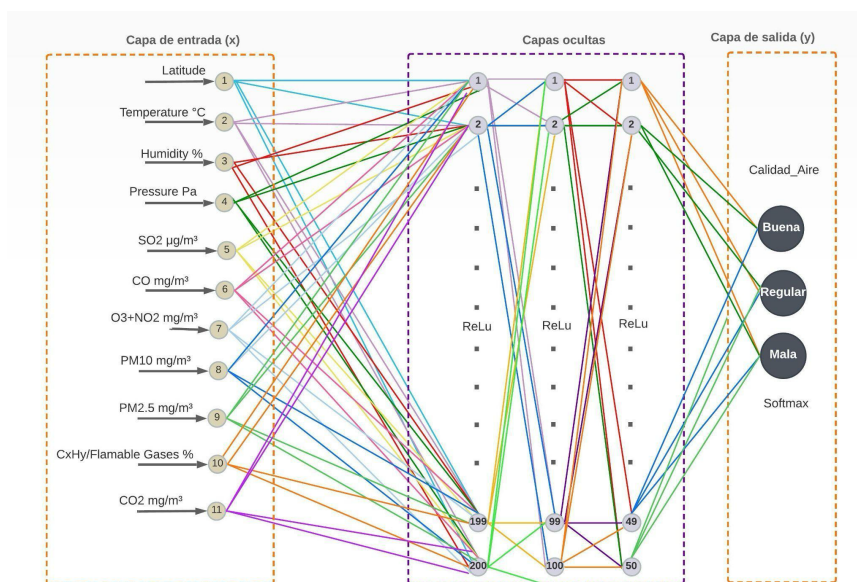 Capa de entrada (x)
Capas ocultas
Capa de salida (y)
Latitude
1
Temperature °C
2
Humidity %
3
Pressure Pa
4
SO2 µg/m³
5
CO mg/m³
6
O3+NO2 mg/m³
7
PM10 mg/m³
8
PM2.5 mg/m³
9
CxHy/Flamable Gases %
10
CO2 mg/m³
11
1 1 1
2 2 2
ReLu ReLu ReLu
199 99 49
200 100 50
Calidad_Aire
Buena
Regular
Mala
Softmax